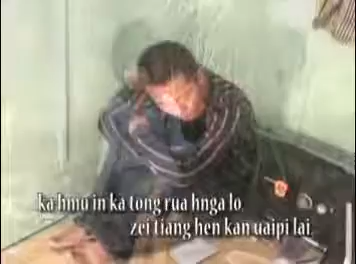 ka hmu in ka tong rua hnga lo
zei tiang hen kan uaipi lai